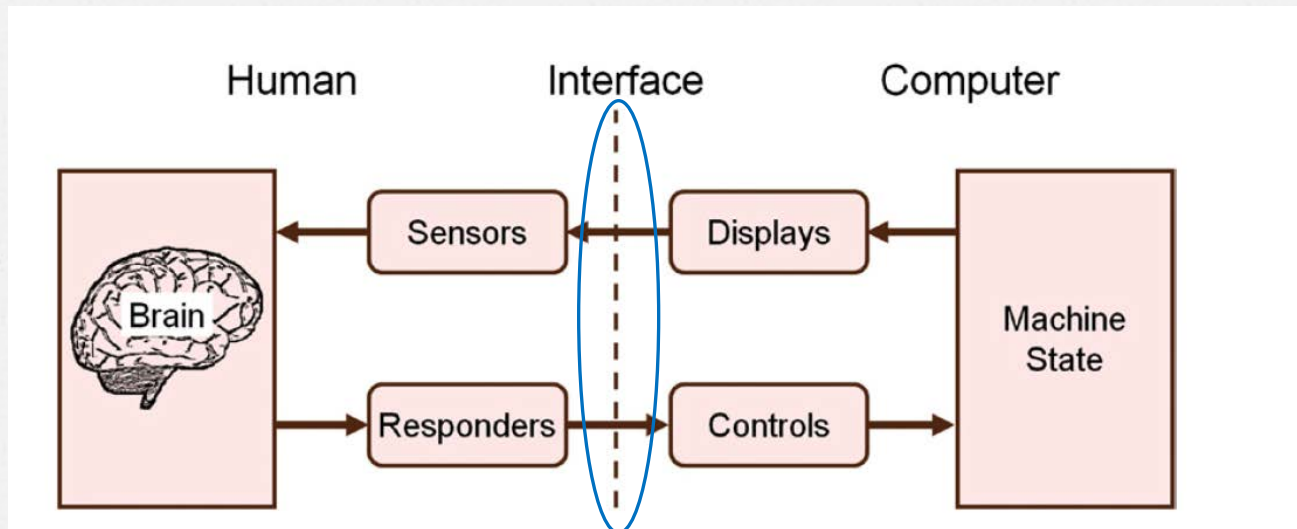 Human Interface Computer
Sensors Displays
Brain
Machine
State
Responders Controls